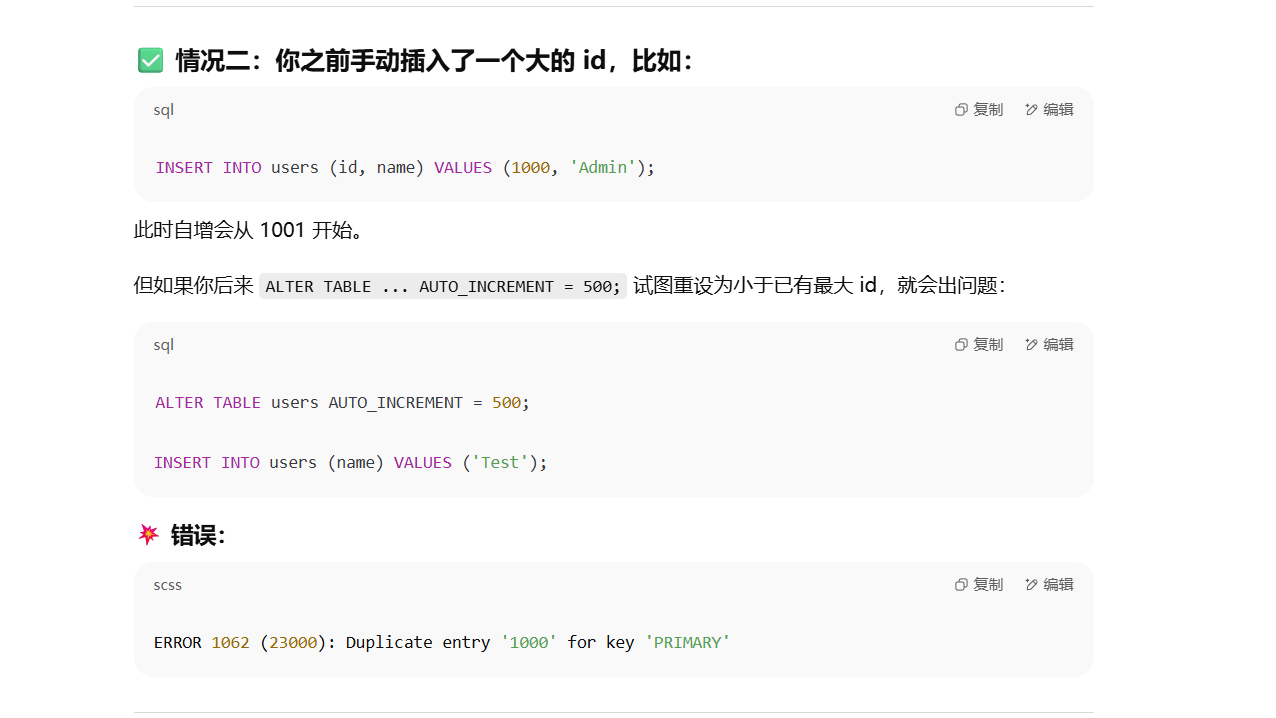 ✅ 情况二：你之前手动插入了一个大的 id，比如：
sql
复制
编辑
INSERT INTO users (id, name) VALUES (1000, 'Admin');
此时自增会从 1001 开始。
但如果你后来 ALTER TABLE ... AUTO_INCREMENT = 500; 试图重设为小于已有最大 id，就会出问题：
sql
复制
编辑
ALTER TABLE users AUTO_INCREMENT = 500;
INSERT INTO users (name) VALUES ('Test');
💥 错误：
scss
复制
编辑
ERROR 1062 (23000): Duplicate entry '1000' for key 'PRIMARY'